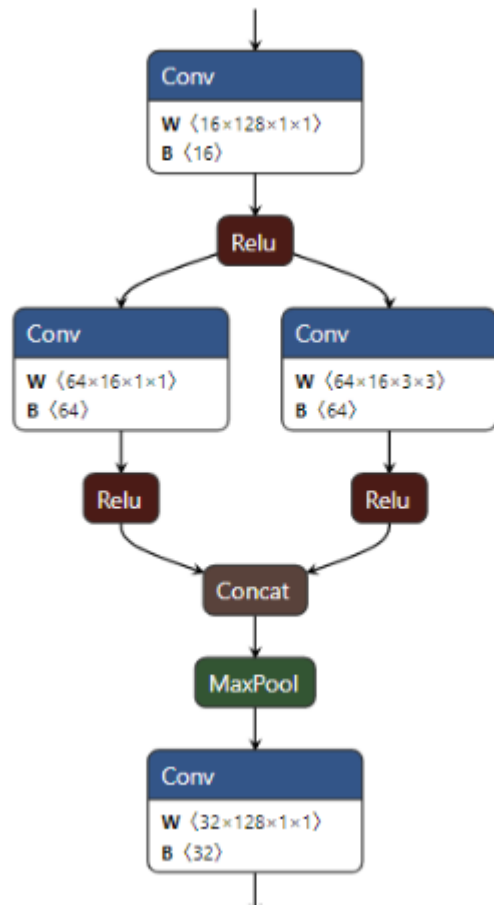 Conv
W 〈16×128×1×1〉
B 〈16〉
Relu
Conv
W 〈64×16×1×1〉
B 〈64〉
Conv
W 〈64×16×3×3〉
B 〈64〉
Relu
Relu
Concat
MaxPool
Conv
W 〈32×128×1×1〉
B 〈32〉